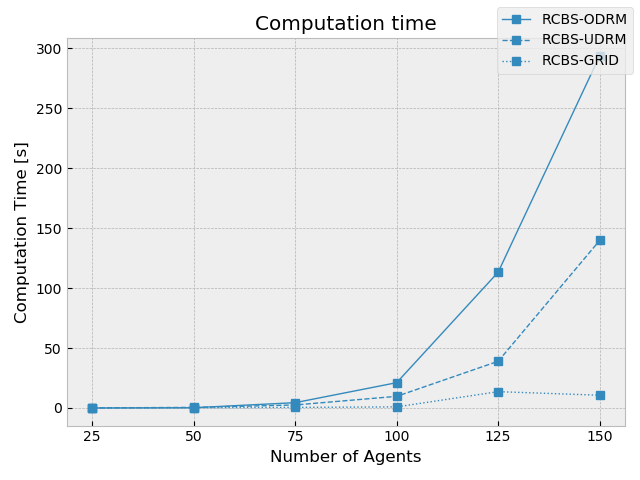 Computation time
RCBS-ODRM
RCBS-UDRM
RCBS-GRID
Computation Time [s]
300
250
200
150
100
50
0
25 50 75 100 125 150
Number of Agents